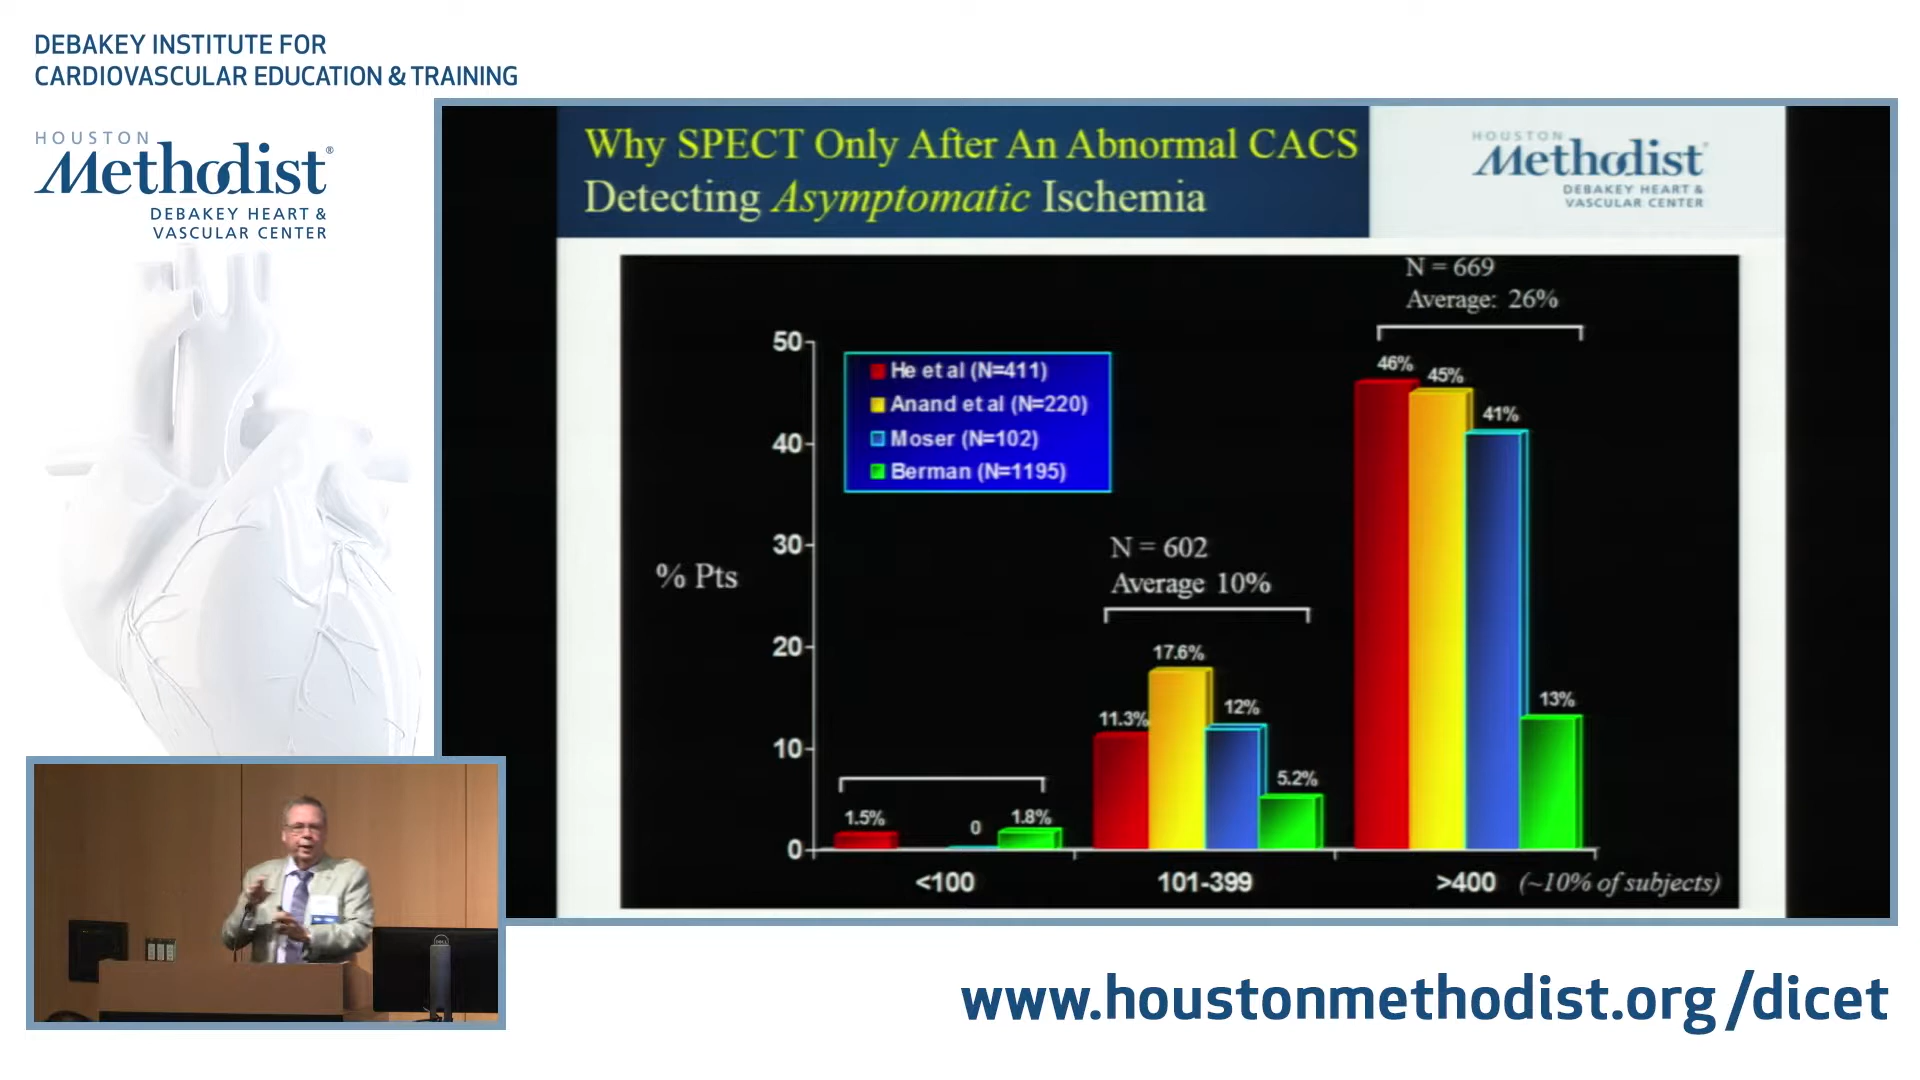 DEBAKEY INSTITUTE FOR
CARDIOVASCULAR EDUCATION & TRAINING
HOUSTON
Methodist®
DEBAKEY HEART &
VASCULAR CENTER
Why SPECT Only After An Abnormal CACS
Detecting Asymptomatic Ischemia
HOUSTON
Methodist®
DEBAKEY HEART &
VASCULAR CENTER
N = 669
Average: 26%
50
He et al (N=411)
Anand et al (N=220)
Moser (N=102)
Berman (N=1195)
46%
45%
41%
40
30
N = 602
Average 10%
% Pts
20
17.6%
11.3%
12%
5.2%
13%
10
1.5%
0
1.8%
0
<100
101-399
>400 (~10% of subjects)
DELL
www.houstonmethodist.org/dicet